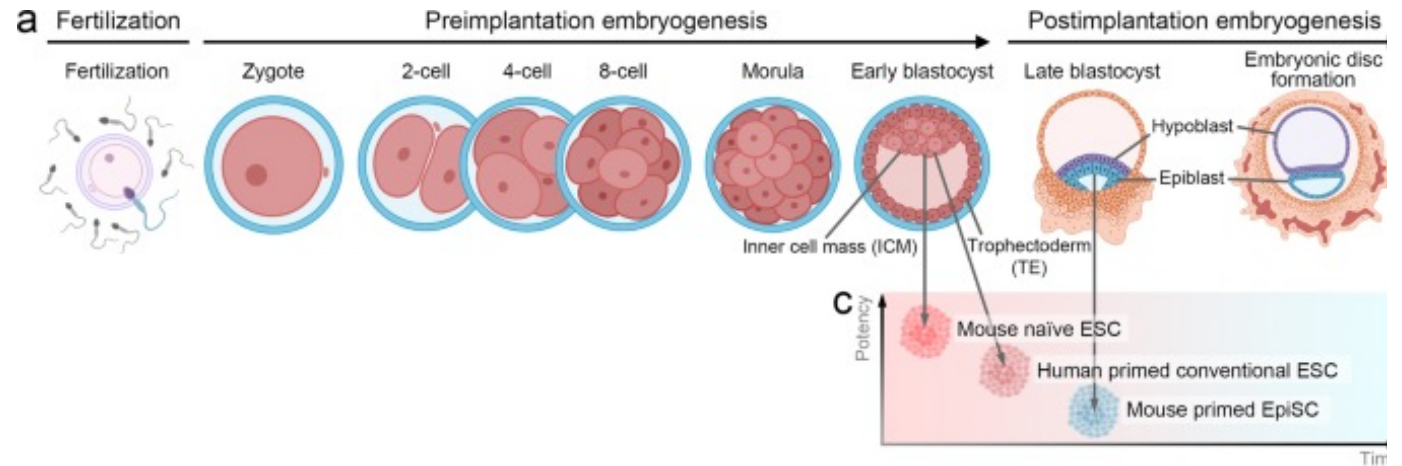 a
Fertilization
Preimplantation embryogenesis
Postimplantation embryogenesis
Fertilization
Zygote
2-cell
4-cell
8-cell
Morula
Early blastocyst
Late blastocyst
Embryonic disc
formation
Hypoblast
Epiblast
Inner cell mass (ICM)
Trophectoderm
(TE)
c
Potency
Mouse naïve ESC
Human primed conventional ESC
Mouse primed EpiSC